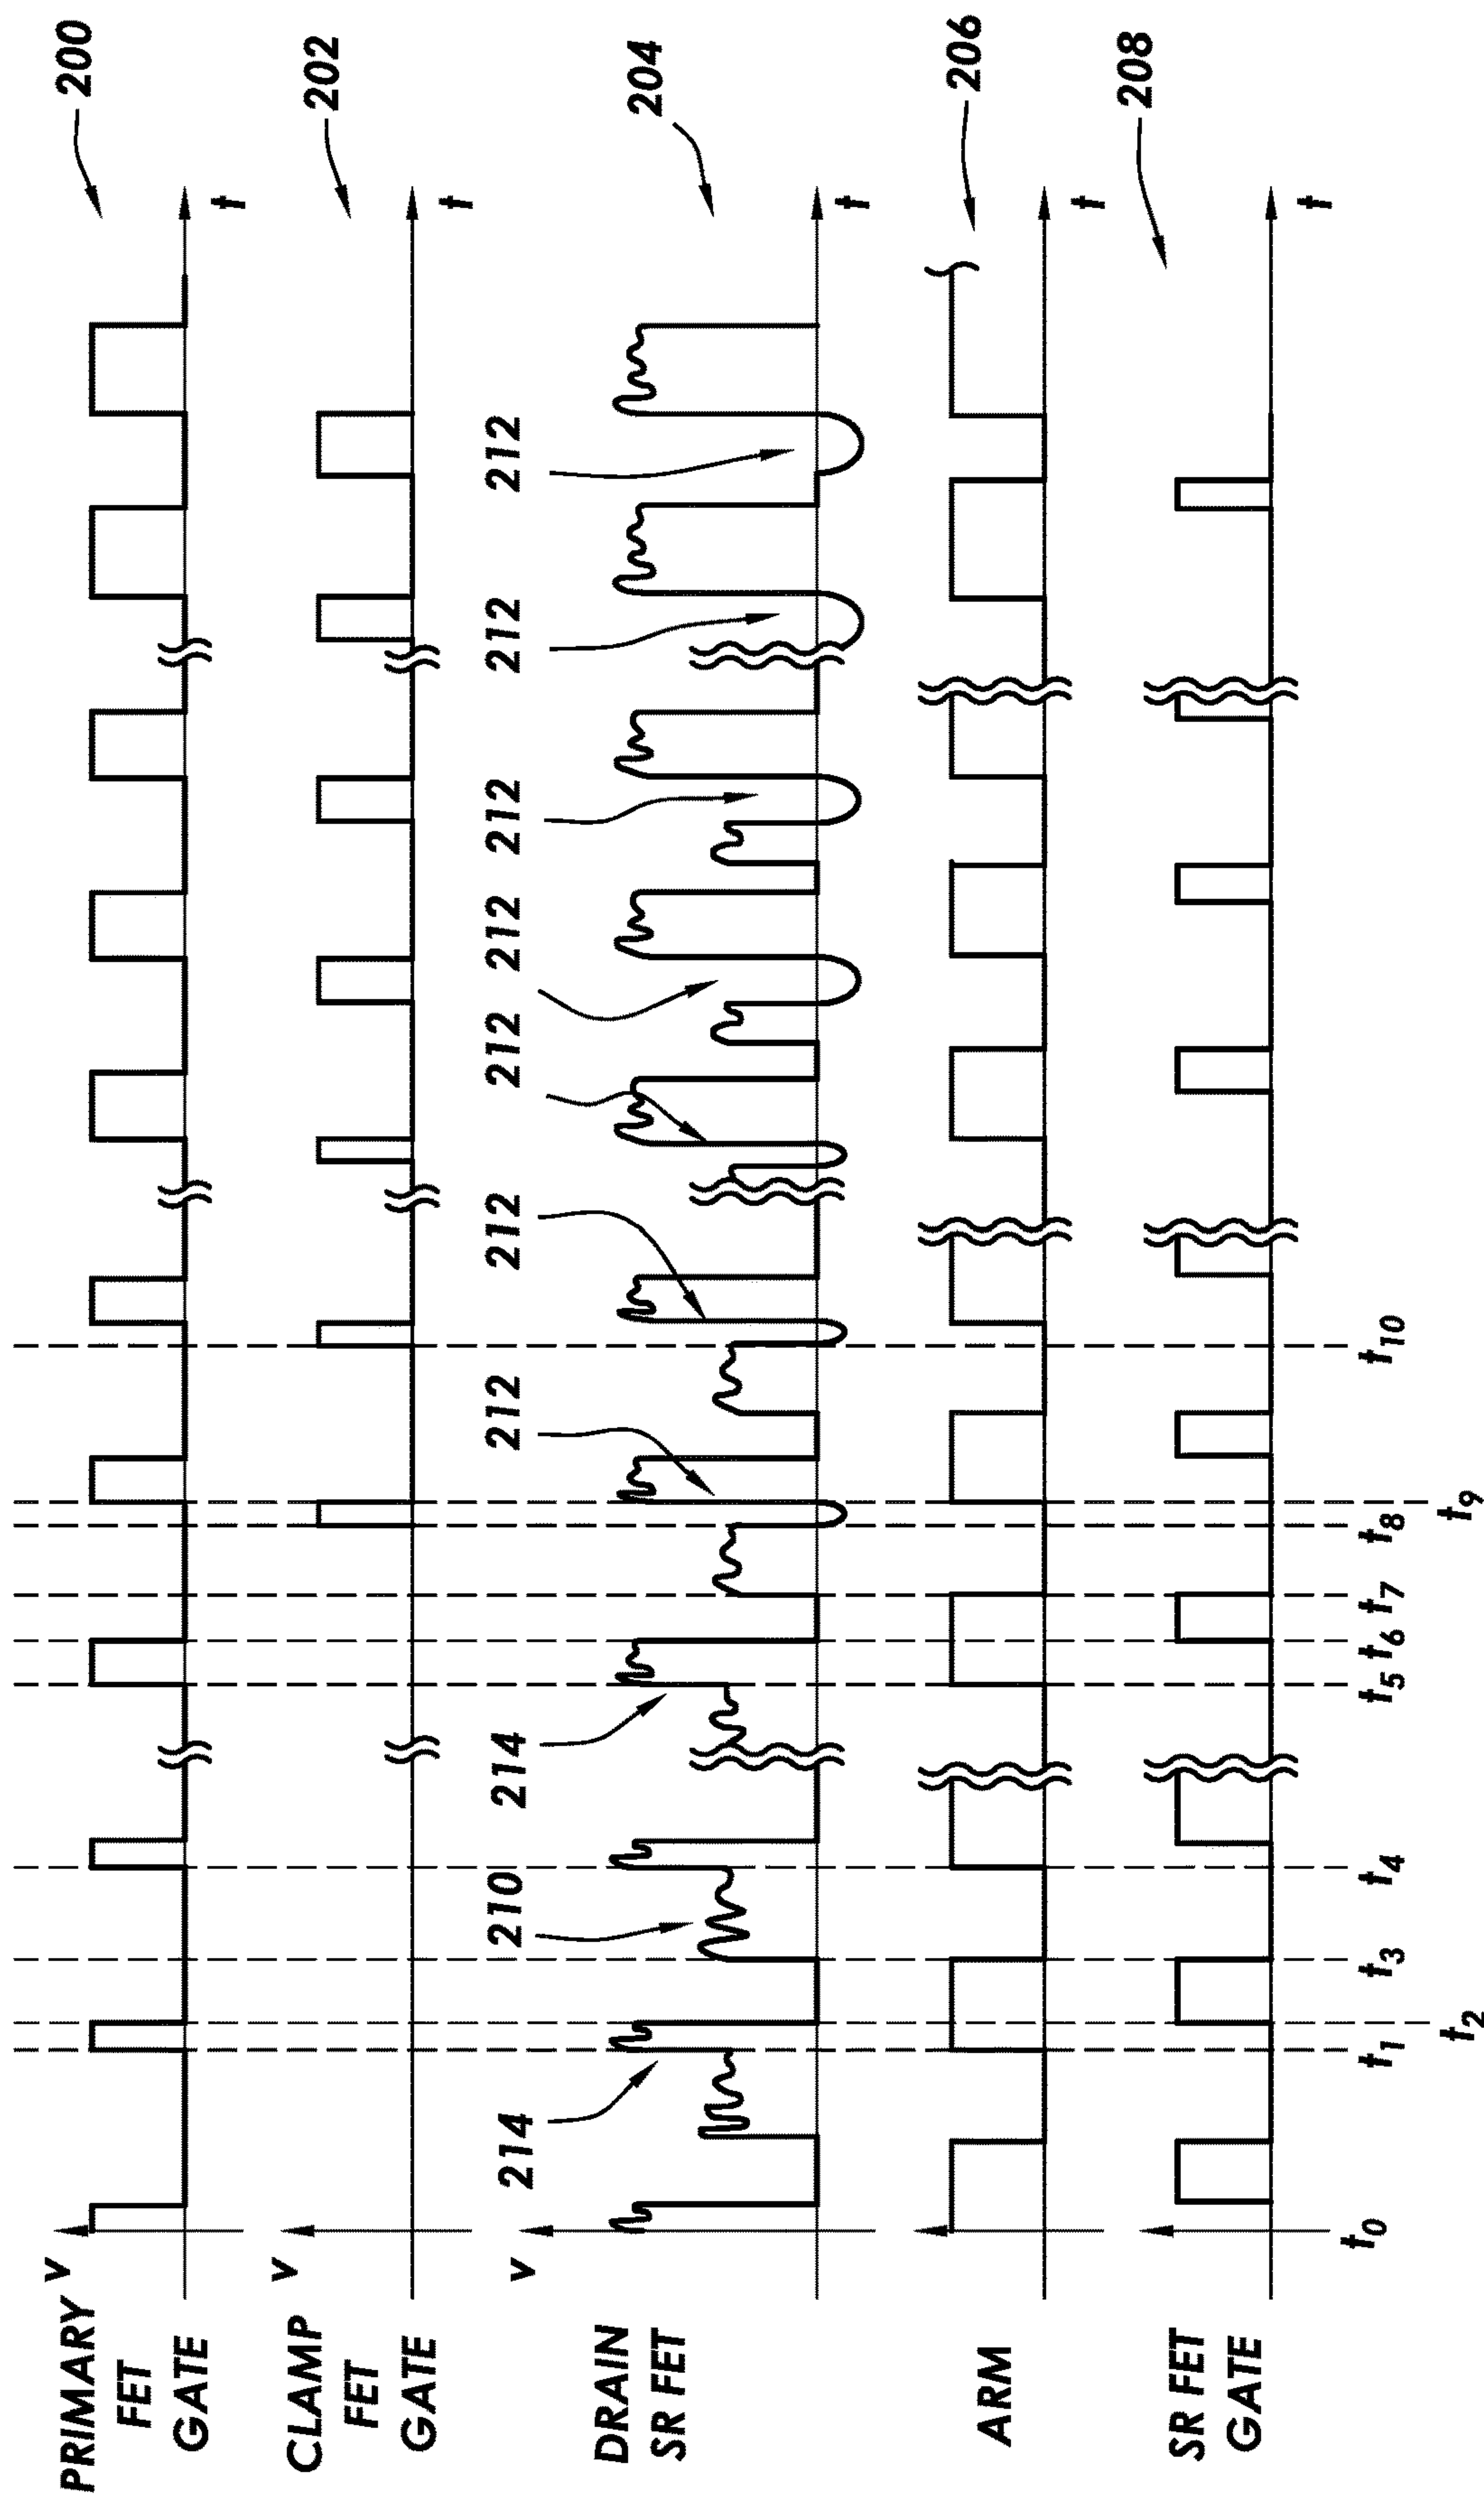 PRIMARY
FET
GATE
v
t
200
CLAMP
FET
GATE
v
t
202
DRAIN
SR FET
v
214
210
214
212
212
212
212
212
212
212
t
204
ARM
t
206
SR FET
GATE
t
208
t0
t1
t2
t3
t4
t5
t6
t7
t8
t9
t10